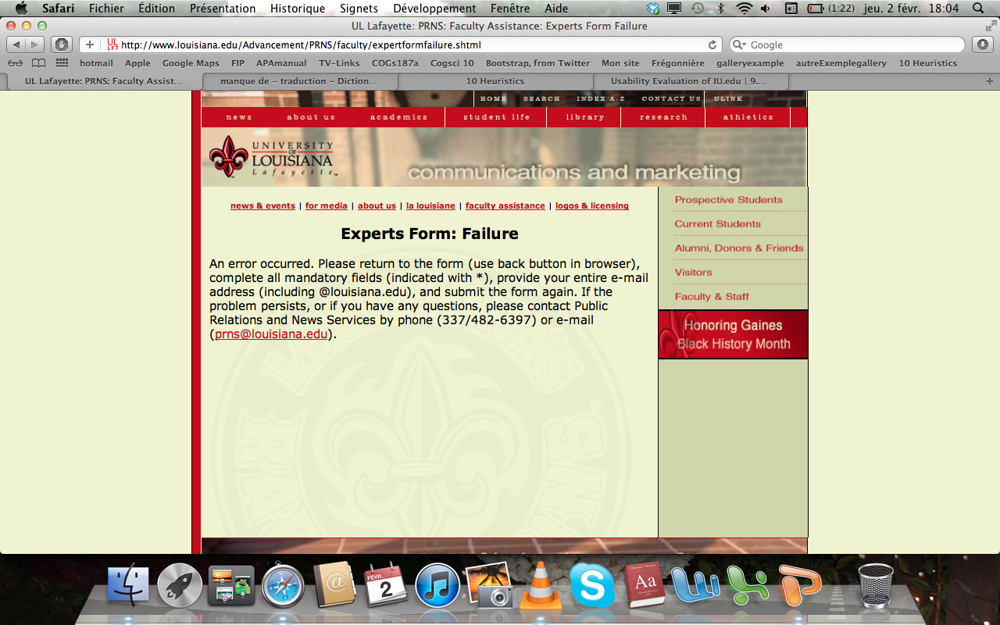 Safari Fichier Édition Présentation Historique Signets Développement Fenêtre Aide (1:22) jeu. 2 févr. 18:04
UL Lafayette: PRNS: Faculty Assistance: Experts Form Failure
UL LFT http://www.louisiana.edu/Advancement/PRNS/faculty/expertformfailure.shtml Google
hotmail Apple Google Maps FIP APAmanual TV-Links COGs187a Cogsci 10 Bootstrap, from Twitter Mon site Frégonnière galleryexample autreExemplegallery 10 Heuristics
UL Lafayette: PRNS: Faculty Assist... manque de - traduction - Diction... 10 Heuristics Usability Evaluation of IU.edu | 9....
HOME SEARCH INDEX A-Z CONTACT US ULINK
news about us academics student life library research athletics
UNIVERSITY
OF
LOUISIANA
Lafayette™
communications and marketing
news & events | for media | about us | la louisiane | faculty assistance | logos & licensing
Experts Form: Failure
An error occurred. Please return to the form (use back button in browser),
complete all mandatory fields (indicated with *), provide your entire e-mail
address (including @louisiana.edu), and submit the form again. If the
problem persists, or if you have any questions, please contact Public
Relations and News Services by phone (337/482-6397) or e-mail
(prns@louisiana.edu).
Prospective Students
Current Students
Alumni, Donors & Friends
Visitors
Faculty & Staff
Honoring Gaines
Black History Month
FÉVR.
2
Aa